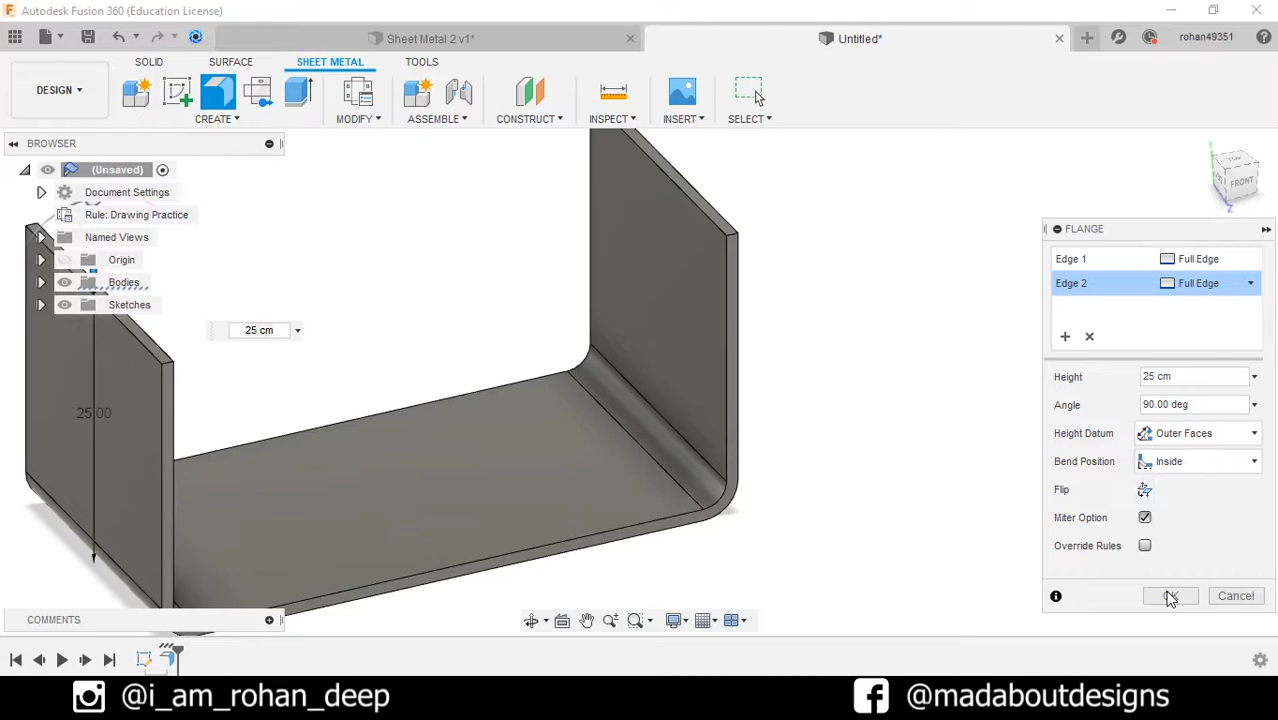 Autodesk Fusion 360 (Education License)
Sheet Metal 2 v1*
Untitled*
rohan49351
DESIGN
SOLID
SURFACE
SHEET METAL
TOOLS
CREATE
MODIFY
ASSEMBLE
CONSTRUCT
INSPECT
INSERT
SELECT
BROWSER
(Unsaved)
Document Settings
Rule: Drawing Practice
Named Views
Origin
Bodies
Sketches
25 cm
25.00
FRONT
FLANGE
Edge 1 Full Edge
Edge 2 Full Edge
Height 25 cm
Angle 90.00 deg
Height Datum Outer Faces
Bend Position Inside
Flip
Miter Option
Override Rules
Cancel
COMMENTS
@i_am_rohan_deep
@madaboutdesigns